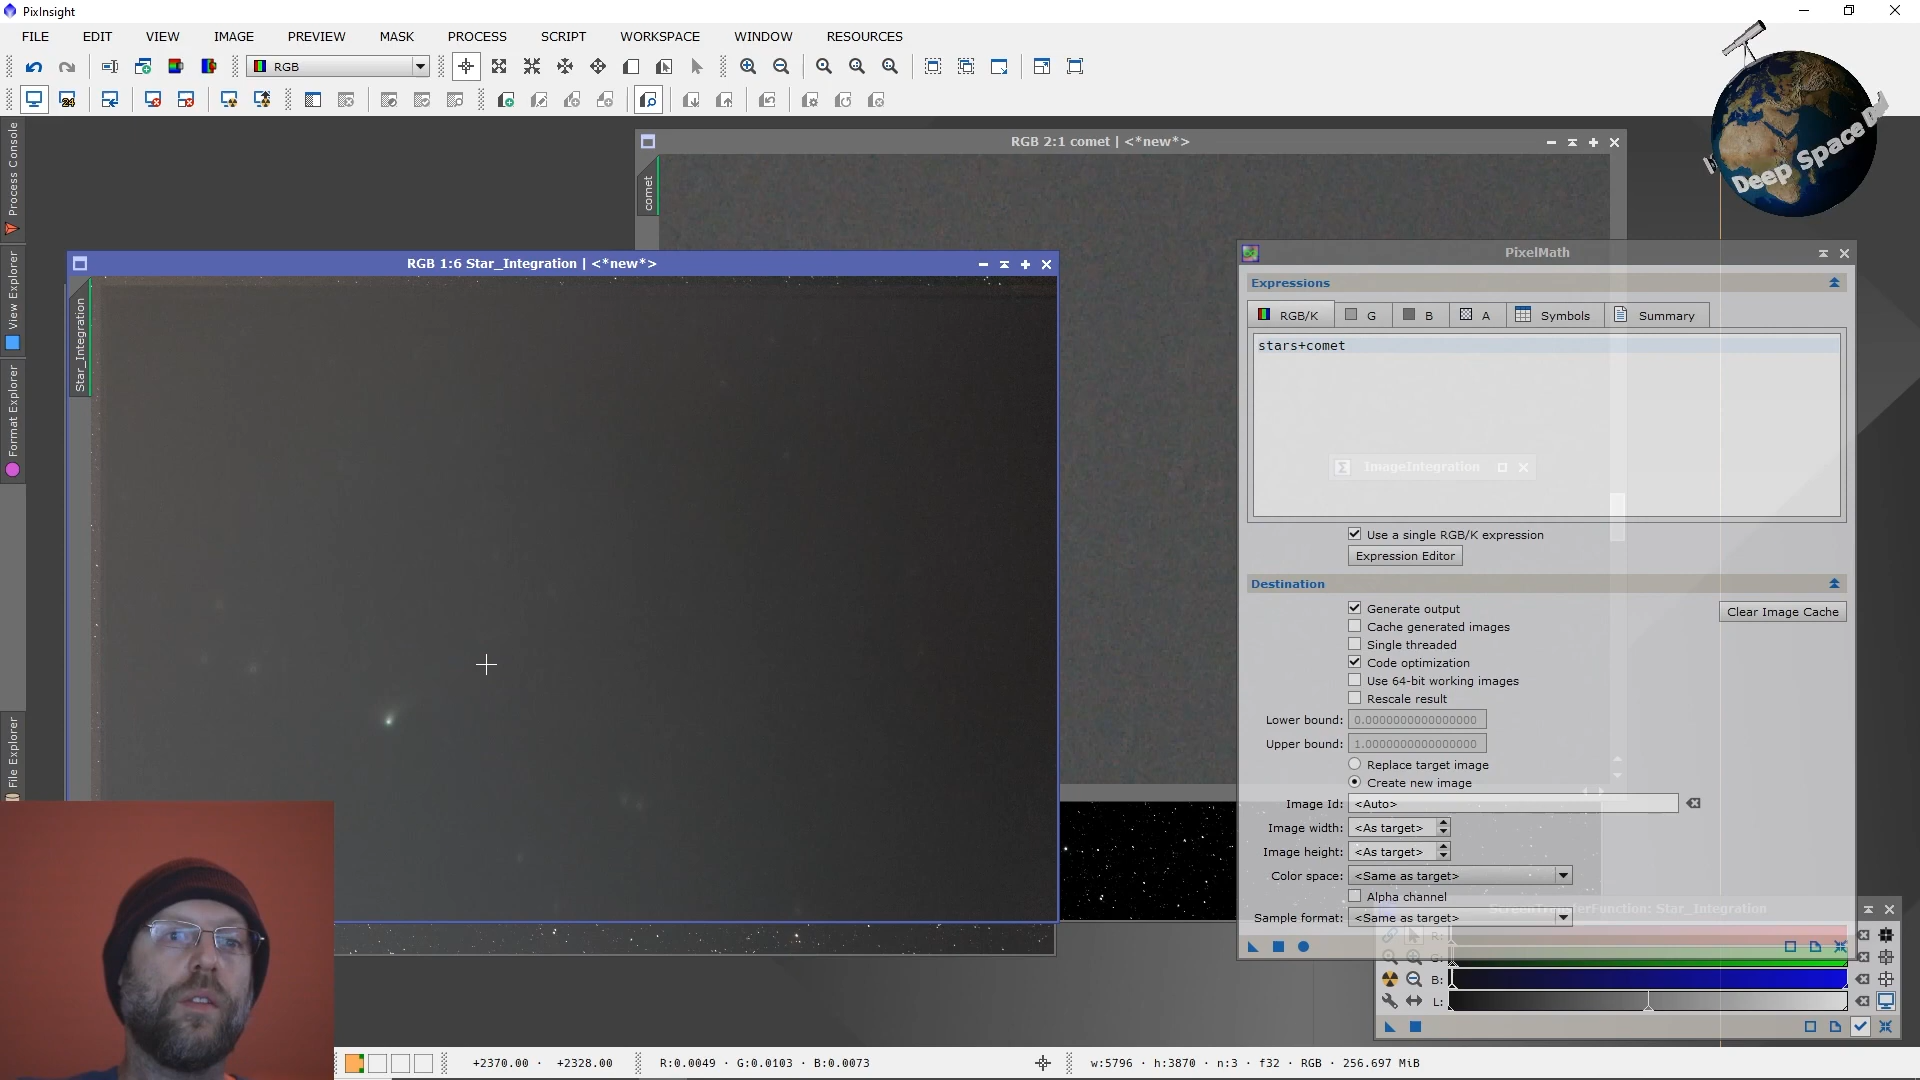 PixInsight
FILE EDIT VIEW IMAGE PREVIEW MASK PROCESS SCRIPT WORKSPACE WINDOW RESOURCES
RGB
24
Process Console
View Explorer
Format Explorer
File Explorer
RGB 2:1 comet | <*new*>
comet
RGB 1:6 Star_Integration | <*new*>
Star_Integration
Deep Space
PixelMath
Expressions
RGB/K G B A Symbols Summary
stars+comet
ImageIntegration
Use a single RGB/K expression
Expression Editor
Destination
Generate output
Clear Image Cache
Cache generated images
Single threaded
Code optimization
Use 64-bit working images
Rescale result
Lower bound: 0.0000000000000000
Upper bound: 1.0000000000000000
Replace target image
Create new image
Image Id: <Auto>
Image width: <As target>
Image height: <As target>
Color space: <Same as target>
Alpha channel
Sample format: <Same as target>
ScreenTransferFunction: Star_Integration
R:
G:
B:
L:
+2370.00 · +2328.00
R:0.0049 · G:0.0103 · B:0.0073
w:5796 · h:3870 · n:3 · f32 · RGB · 256.697 MiB